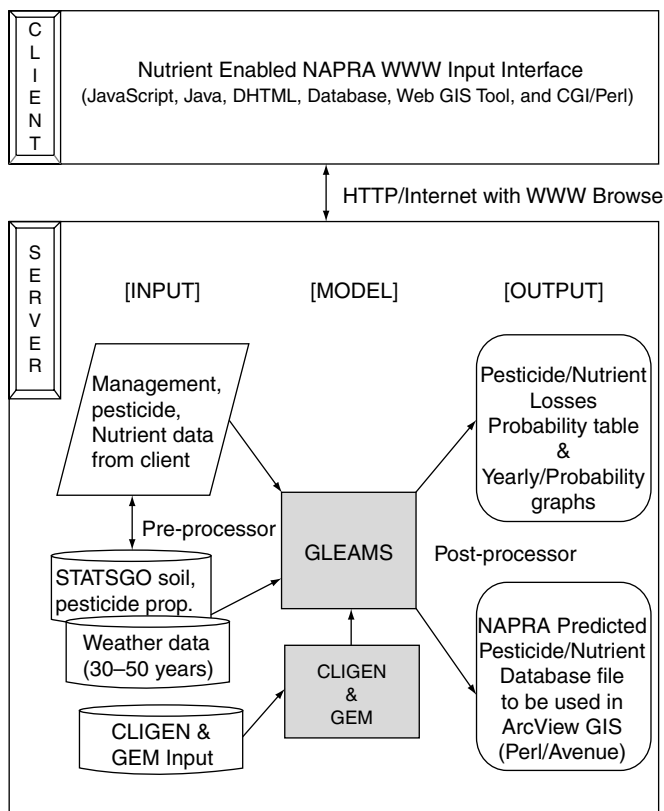 CLIENT
Nutrient Enabled NAPRA WWW Input Interface
(JavaScript, Java, DHTML, Database, Web GIS Tool, and CGI/Perl)
HTTP/Internet with WWW Browse
SERVER
[INPUT]
[MODEL]
[OUTPUT]
Management,
pesticide,
Nutrient data
from client
Pre-processor
STATSGO soil,
pesticide prop.
Weather data
(30–50 years)
CLIGEN &
GEM Input
GLEAMS
CLIGEN
&
GEM
Post-processor
Pesticide/Nutrient
Losses
Probability table
&
Yearly/Probability
graphs
NAPRA Predicted
Pesticide/Nutrient
Database file
to be used in
ArcView GIS
(Perl/Avenue)